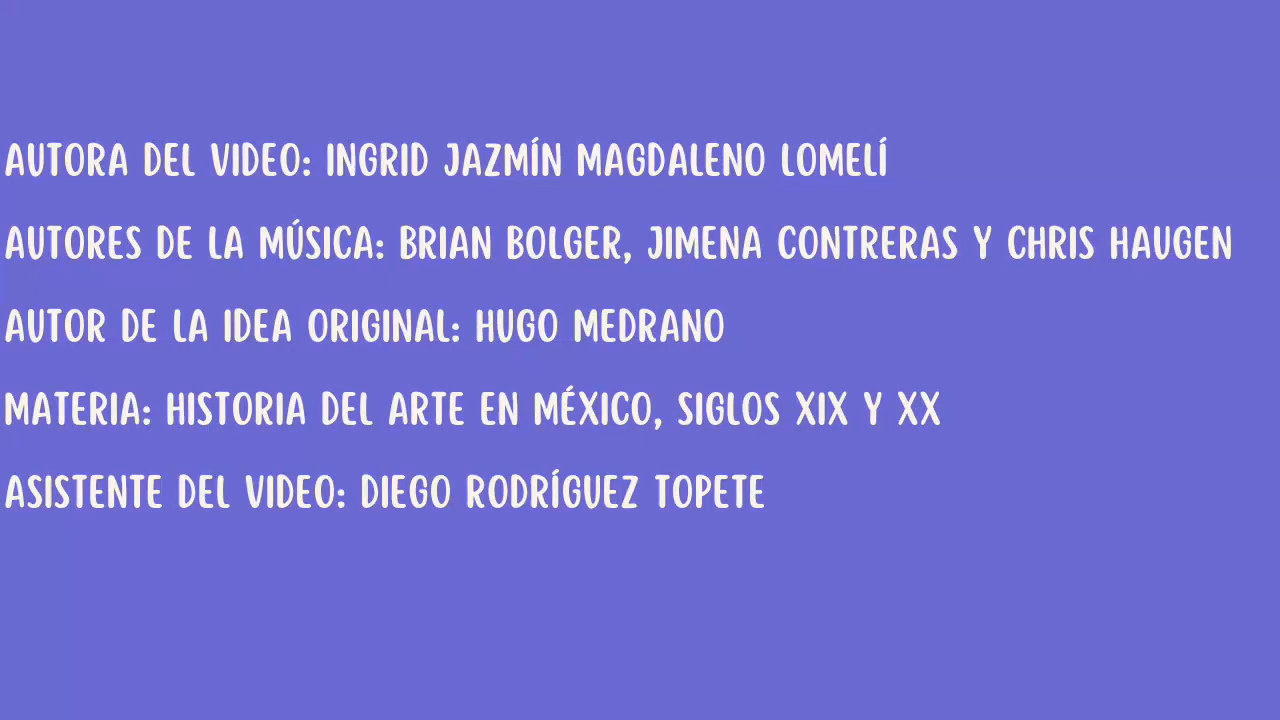 AUTORA DEL VIDEO: INGRID JAZMÍN MAGDALENO LOMELÍ
AUTORES DE LA MÚSICA: BRIAN BOLGER, JIMENA CONTRERAS Y CHRIS HAUGEN
AUTOR DE LA IDEA ORIGINAL: HUGO MEDRANO
MATERIA: HISTORIA DEL ARTE EN MÉXICO, SIGLOS XIX Y XX
ASISTENTE DEL VIDEO: DIEGO RODRÍGUEZ TOPETE